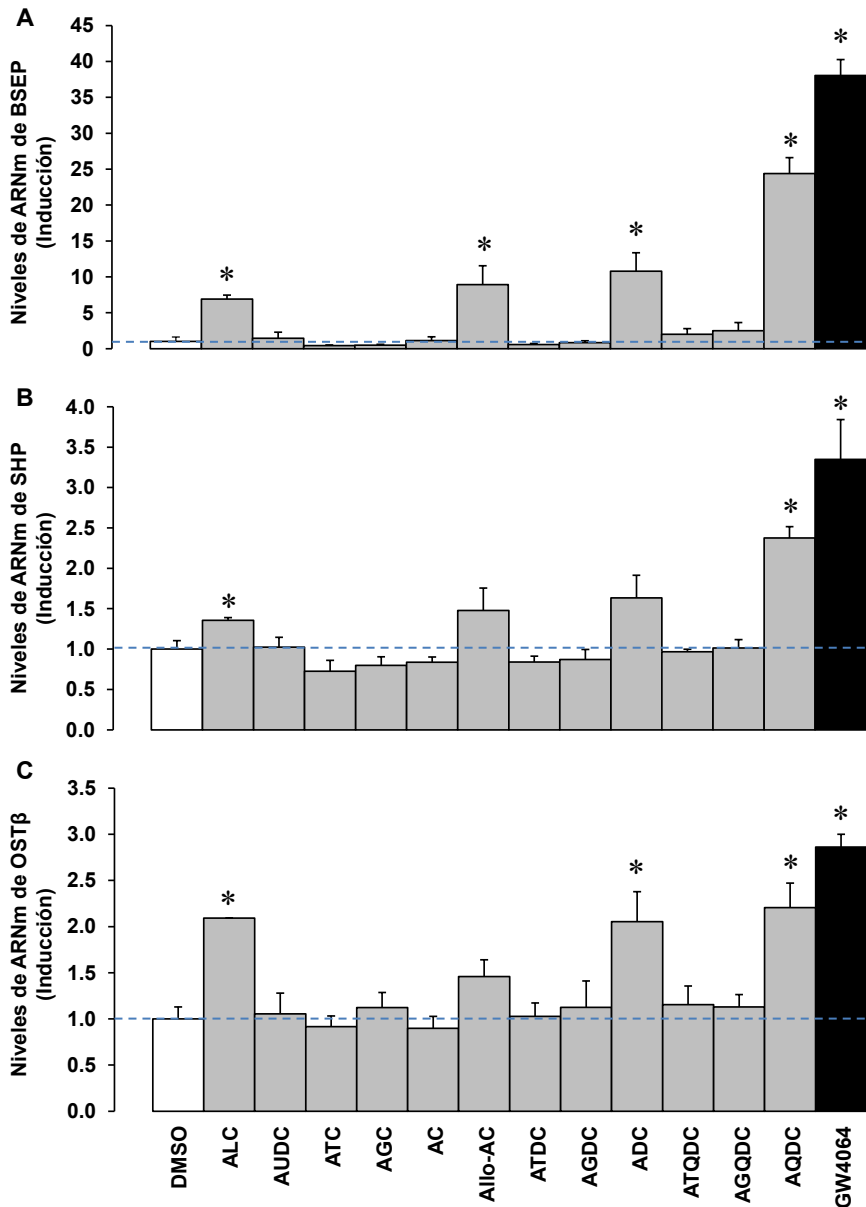 A
Niveles de ARNm de BSEP
(Inducción)
45
40
35
30
25
20
15
10
5
0
* * * * *
B
Niveles de ARNm de SHP
(Inducción)
4.0
3.5
3.0
2.5
2.0
1.5
1.0
0.5
0.0
* * *
C
Niveles de ARNm de OSTβ
(Inducción)
3.5
3.0
2.5
2.0
1.5
1.0
0.5
0.0
* * * *
DMSO
ALC
AUDC
ATC
AGC
AC
Allo-AC
ATDC
AGDC
ADC
ATQDC
AGQDC
AQDC
GW4064